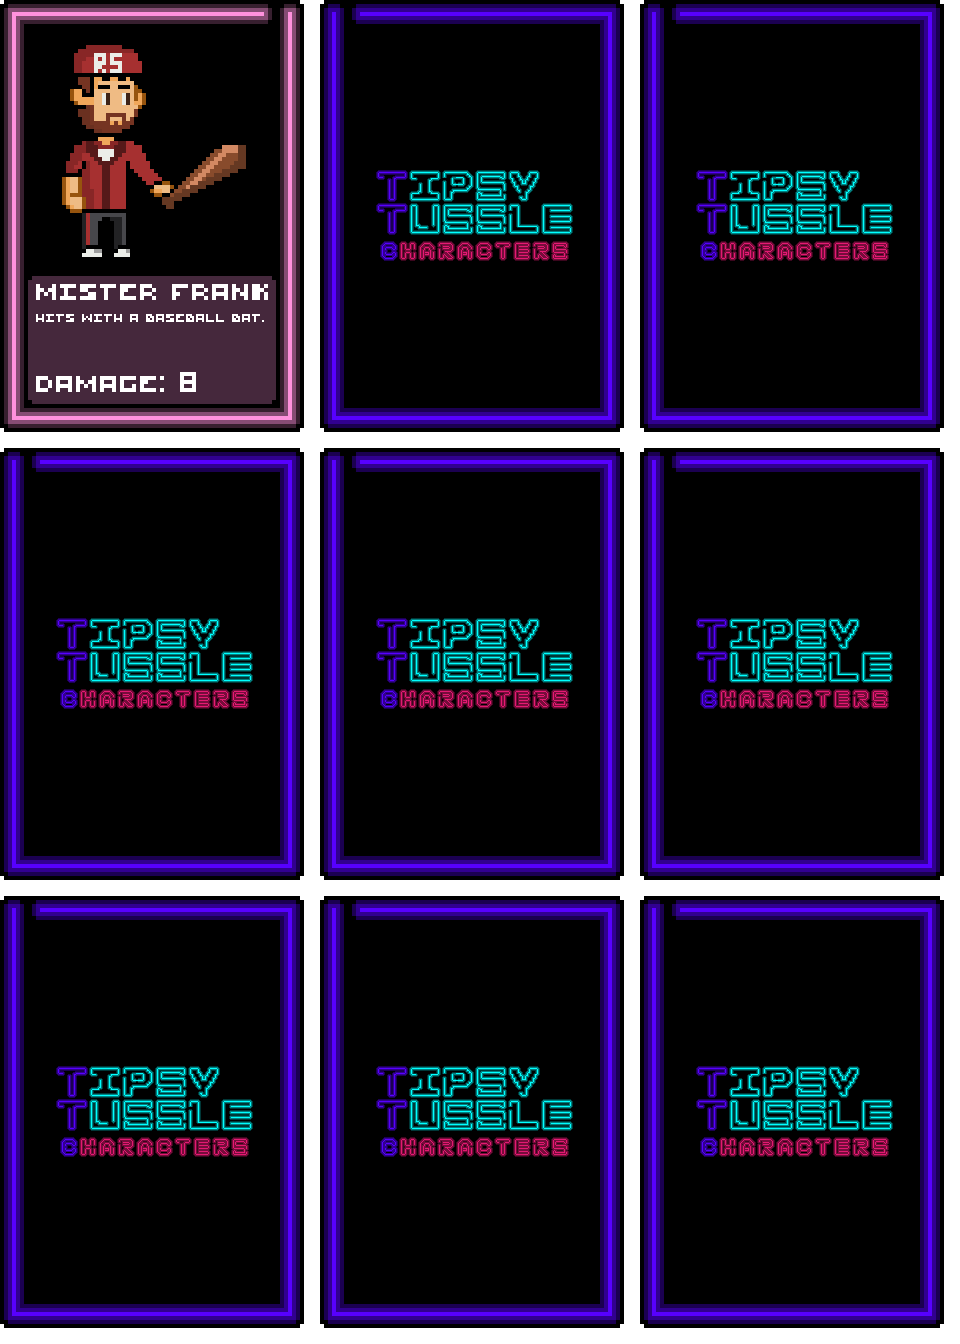 RS
MISTER FRANK
HITS WITH A BASEBALL BAT.
DAMAGE: 8
TIPSY
TUSSLE
CHARACTERS
TIPSY
TUSSLE
CHARACTERS
TIPSY
TUSSLE
CHARACTERS
TIPSY
TUSSLE
CHARACTERS
TIPSY
TUSSLE
CHARACTERS
TIPSY
TUSSLE
CHARACTERS
TIPSY
TUSSLE
CHARACTERS
TIPSY
TUSSLE
CHARACTERS